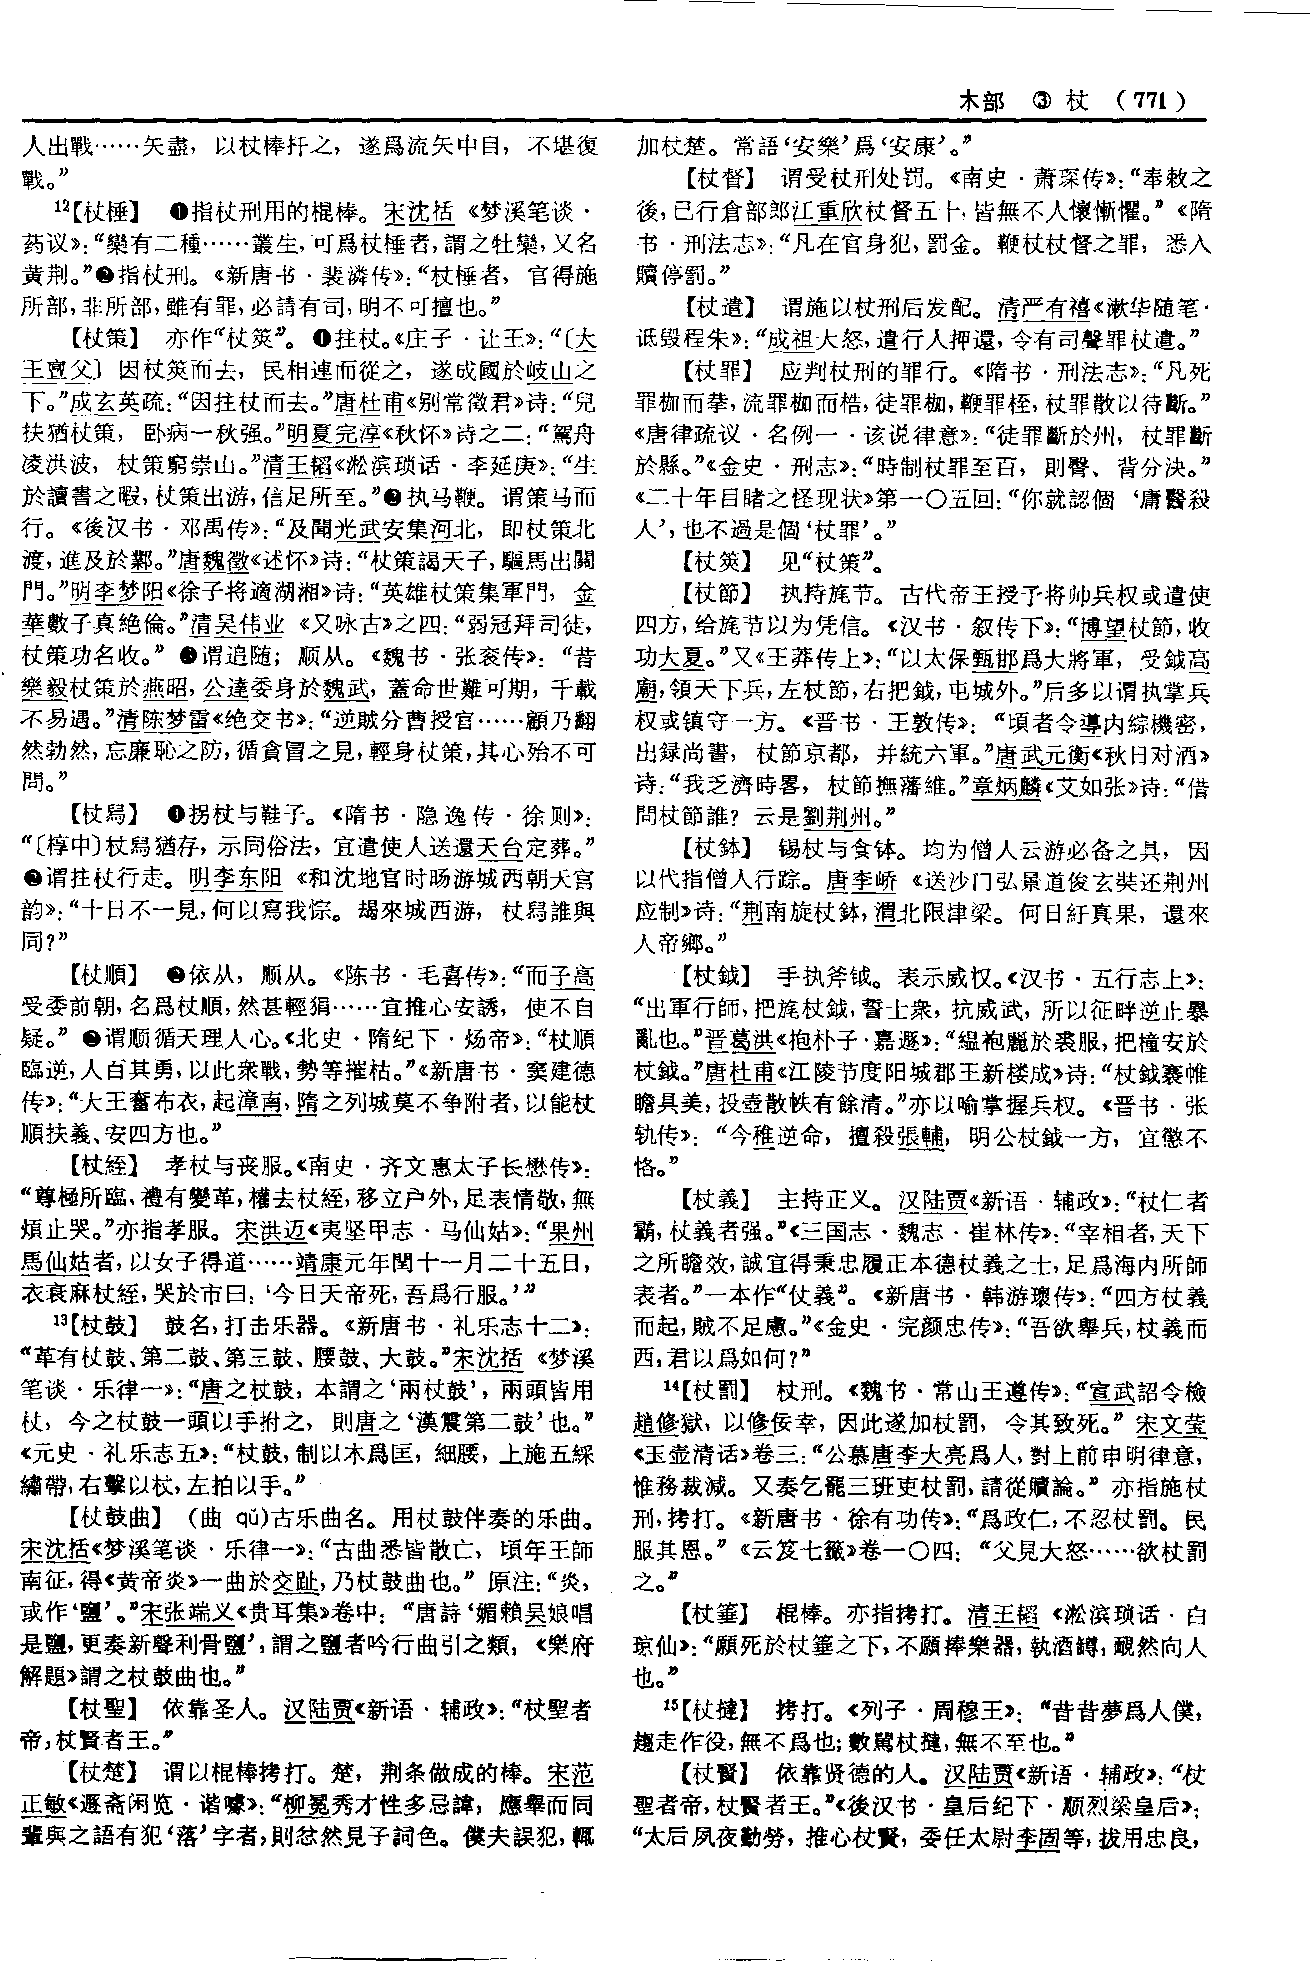 木部 ③ 杖 (771)
人出戰……矢盡，以杖棒扞之，遂爲流矢中目，不堪復
戰。”
12【杖棰】 ❶指杖刑用的棍棒。宋沈括《梦溪笔谈·
药议》：“欒有二種……叢生，可爲杖棰者，謂之牡欒，又名
黄荆。”❷指杖刑。《新唐书·裴潾传》：“杖棰者，官得施
所部，非所部，雖有罪，必請有司，明不可擅也。”
【杖策】 亦作“杖筴”。❶拄杖。《庄子·让王》：“〔大
王亶父〕因杖筴而去，民相連而從之，遂成國於岐山之
下。”成玄英疏：“因拄杖而去。”唐杜甫《别常徵君》诗：“兒
扶猶杖策，卧病一秋强。”明夏完淳《秋怀》诗之二：“駕舟
凌洪波，杖策窮崇山。”清王韬《淞滨琐话·李延庚》：“生
於讀書之暇，杖策出游，信足所至。”❷执马鞭。谓策马而
行。《後汉书·邓禹传》：“及聞光武安集河北，即杖策北
渡，進及於鄴。”唐魏徵《述怀》诗：“杖策謁天子，驅馬出關
門。”明李梦阳《徐子将適湖湘》诗：“英雄杖策集軍門，金
華數子真絶倫。”清吴伟业《又咏古》之四：“弱冠拜司徒，
杖策功名收。”❸谓追随；顺从。《魏书·张衮传》：“昔
樂毅杖策於燕昭，公達委身於魏武，蓋命世難可期，千載
不易遇。”清陈梦雷《绝交书》：“逆賊分曹授官……顧乃翻
然勃然，忘廉恥之防，循貪冒之見，輕身杖策，其心殆不可
問。”
【杖舄】 ❶拐杖与鞋子。《隋书·隐逸传·徐则》：
“〔椁中〕杖舄猶存，示同俗法，宜遣使人送還天台定葬。”
❷谓拄杖行走。明李东阳《和沈地官时旸游城西朝天宫
韵》：“十日不一見，何以寫我悰。朅來城西游，杖舄誰與
同？”
【杖順】 ❷依从，顺从。《陈书·毛喜传》：“而子高
受委前朝，名爲杖順，然甚輕狷……宜推心安誘，使不自
疑。”❷谓顺循天理人心。《北史·隋纪下·炀帝》：“杖順
臨逆，人百其勇，以此衆戰，勢等摧枯。”《新唐书·窦建德
传》：“大王奮布衣，起漳南，隋之列城莫不争附者，以能杖
順扶義、安四方也。”
【杖絰】 孝杖与丧服。《南史·齐文惠太子长懋传》：
“尊極所臨，禮有變革，權去杖絰，移立户外，足表情敬，無
煩止哭。”亦指孝服。宋洪迈《夷坚甲志·马仙姑》：“果州
馬仙姑者，以女子得道……靖康元年閏十一月二十五日，
衣衰麻杖絰，哭於市曰：‘今日天帝死，吾爲行服。’”
13【杖鼓】 鼓名，打击乐器。《新唐书·礼乐志十二》：
“革有杖鼓、第二鼓、第三鼓、腰鼓、大鼓。”宋沈括《梦溪
笔谈·乐律一》：“唐之杖鼓，本謂之‘兩杖鼓’，兩頭皆用
杖，今之杖鼓一頭以手拊之，則唐之‘漢震第二鼓’也。”
《元史·礼乐志五》：“杖鼓，制以木爲匡，細腰，上施五綵
繡帶，右擊以杖，左拍以手。”
【杖鼓曲】 （曲 qǔ）古乐曲名。用杖鼓伴奏的乐曲。
宋沈括《梦溪笔谈·乐律一》：“古曲悉皆散亡，頃年王師
南征，得《黄帝炎》一曲於交趾，乃杖鼓曲也。”原注：“炎，
或作‘鹽’。”宋张端义《贵耳集》卷中：“唐詩‘媚賴吴娘唱
是鹽，更奏新聲利骨鹽’，謂之鹽者吟行曲引之類，《樂府
解題》謂之杖鼓曲也。”
【杖聖】 依靠圣人。汉陆贾《新语·辅政》：“杖聖者
帝，杖賢者王。”
【杖楚】 谓以棍棒拷打。楚，荆条做成的棒。宋范
正敏《遯斋闲览·谐噱》：“柳冕秀才性多忌諱，應舉而同
輩與之語有犯‘落’字者，則忿然見于詞色。僕夫誤犯，輒
加杖楚。常語‘安樂’爲‘安康’。”
【杖督】 谓受杖刑处罚。《南史·萧琛传》：“奉敕之
後，已行倉部郎江重欣杖督五十，皆無不人懷慚懼。”《隋
书·刑法志》：“凡在官身犯，罰金。鞭杖杖督之罪，悉入
贖停罰。”
【杖遣】 谓施以杖刑后发配。清严有禧《漱华随笔·
诋毁程朱》：“成祖大怒，遣行人押還，令有司聲罪杖遣。”
【杖罪】 应判杖刑的罪行。《隋书·刑法志》：“凡死
罪枷而拲，流罪枷而梏，徒罪枷，鞭罪桎，杖罪散以待斷。”
《唐律疏议·名例一·该说律意》：“徒罪斷於州，杖罪斷
於縣。”《金史·刑志》：“時制杖罪至百，則臀、背分決。”
《二十年目睹之怪现状》第一〇五回：“你就認個‘庸醫殺
人’，也不過是個‘杖罪’。”
【杖筴】 见“杖策”。
【杖節】 执持旄节。古代帝王授予将帅兵权或遣使
四方，给旄节以为凭信。《汉书·叙传下》：“博望杖節，收
功大夏。”又《王莽传上》：“以太保甄邯爲大將軍，受鉞高
廟，領天下兵，左杖節，右把鉞，屯城外。”后多以谓执掌兵
权或镇守一方。《晋书·王敦传》：“頃者令導内綜機密，
出録尚書，杖節京都，并統六軍。”唐武元衡《秋日对酒》
诗：“我乏濟時畧，杖節撫藩維。”章炳麟《艾如张》诗：“借
問杖節誰？云是劉荆州。”
【杖鉢】 锡杖与食钵。均为僧人云游必备之具，因
以代指僧人行踪。唐李峤《送沙门弘景道俊玄奘还荆州
应制》诗：“荆南旋杖鉢，渭北限津梁。何日紆真果，還來
人帝鄉。”
【杖鉞】 手执斧钺。表示威权。《汉书·五行志上》：
“出軍行師，把旄杖鉞，誓士衆，抗威武，所以征畔逆止暴
亂也。”晋葛洪《抱朴子·嘉遯》：“緼袍麗於衮服，把橦安於
杖鉞。”唐杜甫《江陵节度阳城郡王新楼成》诗：“杖鉞褰帷
瞻具美，投壺散帙有餘清。”亦以喻掌握兵权。《晋书·张
轨传》：“今稚逆命，擅殺張輔，明公杖鉞一方，宜懲不
恪。”
【杖義】 主持正义。汉陆贾《新语·辅政》：“杖仁者
霸，杖義者强。”《三国志·魏志·崔林传》：“宰相者，天下
之所瞻效，誠宜得秉忠履正本德杖義之士，足爲海内所師
表者。”一本作“仗義”。《新唐书·韩游瓌传》：“四方杖義
而起，賊不足慮。”《金史·完颜忠传》：“吾欲舉兵，杖義而
西，君以爲如何？”
14【杖罰】 杖刑。《魏书·常山王遵传》：“宣武詔令檢
趙修獄，以修佞幸，因此遂加杖罰，令其致死。”宋文莹
《玉壶清话》卷三：“公慕唐李大亮爲人，對上前申明律意，
惟務裁減。又奏乞罷三班吏杖罰，請從贖論。”亦指施杖
刑，拷打。《新唐书·徐有功传》：“爲政仁，不忍杖罰。民
服其恩。”《云笈七籤》卷一〇四：“父見大怒……欲杖罰
之。”
【杖箠】 棍棒。亦指拷打。清王韬《淞滨琐话·白
琼仙》：“願死於杖箠之下，不願捧樂器，執酒罇，靦然向人
也。”
15【杖撻】 拷打。《列子·周穆王》：“昔昔夢爲人僕，
趨走作役，無不爲也；數罵杖撻，無不至也。”
【杖賢】 依靠贤德的人。汉陆贾《新语·辅政》：“杖
聖者帝，杖賢者王。”《後汉书·皇后纪下·顺烈梁皇后》：
“太后夙夜勤勞，推心杖賢，委任太尉李固等，拔用忠良，